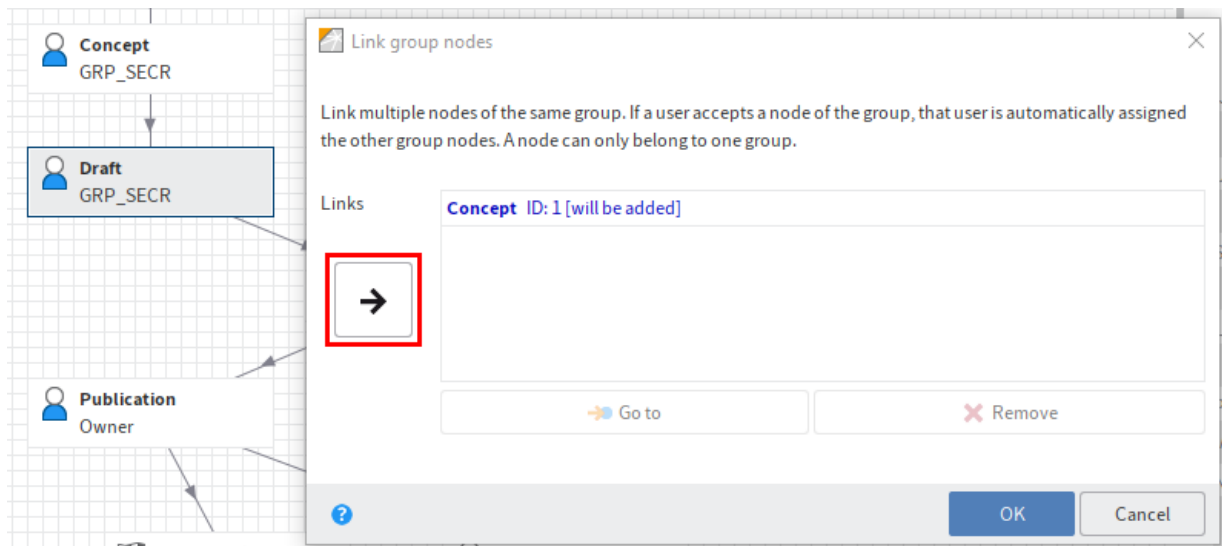 Concept
GRP_SECR
Draft
GRP_SECR
Publication
Owner
Link group nodes
Link multiple nodes of the same group. If a user accepts a node of the group, that user is automatically assigned
the other group nodes. A node can only belong to one group.
Links
Concept ID: 1 [will be added]
Go to
Remove
?
OK
Cancel